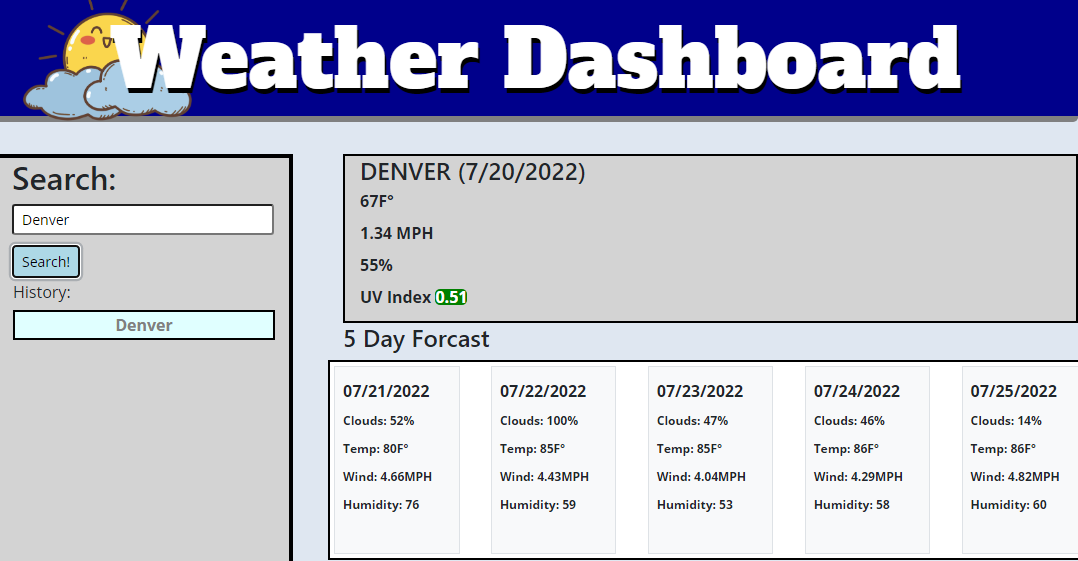 Weather Dashboard
Search:
Denver
Search!
History:
Denver
DENVER (7/20/2022)
67F°
1.34 MPH
55%
UV Index 0.51
5 Day Forcast
07/21/2022
Clouds: 52%
Temp: 80F°
Wind: 4.66MPH
Humidity: 76
07/22/2022
Clouds: 100%
Temp: 85F°
Wind: 4.43MPH
Humidity: 59
07/23/2022
Clouds: 47%
Temp: 85F°
Wind: 4.04MPH
Humidity: 53
07/24/2022
Clouds: 46%
Temp: 86F°
Wind: 4.29MPH
Humidity: 58
07/25/2022
Clouds: 14%
Temp: 86F°
Wind: 4.82MPH
Humidity: 60